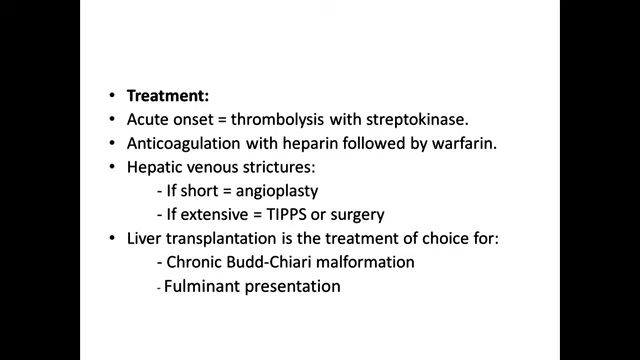 • Treatment:
• Acute onset = thrombolysis with streptokinase.
• Anticoagulation with heparin followed by warfarin.
• Hepatic venous strictures:
- If short = angioplasty
- If extensive = TIPPS or surgery
• Liver transplantation is the treatment of choice for:
- Chronic Budd-Chiari malformation
- Fulminant presentation